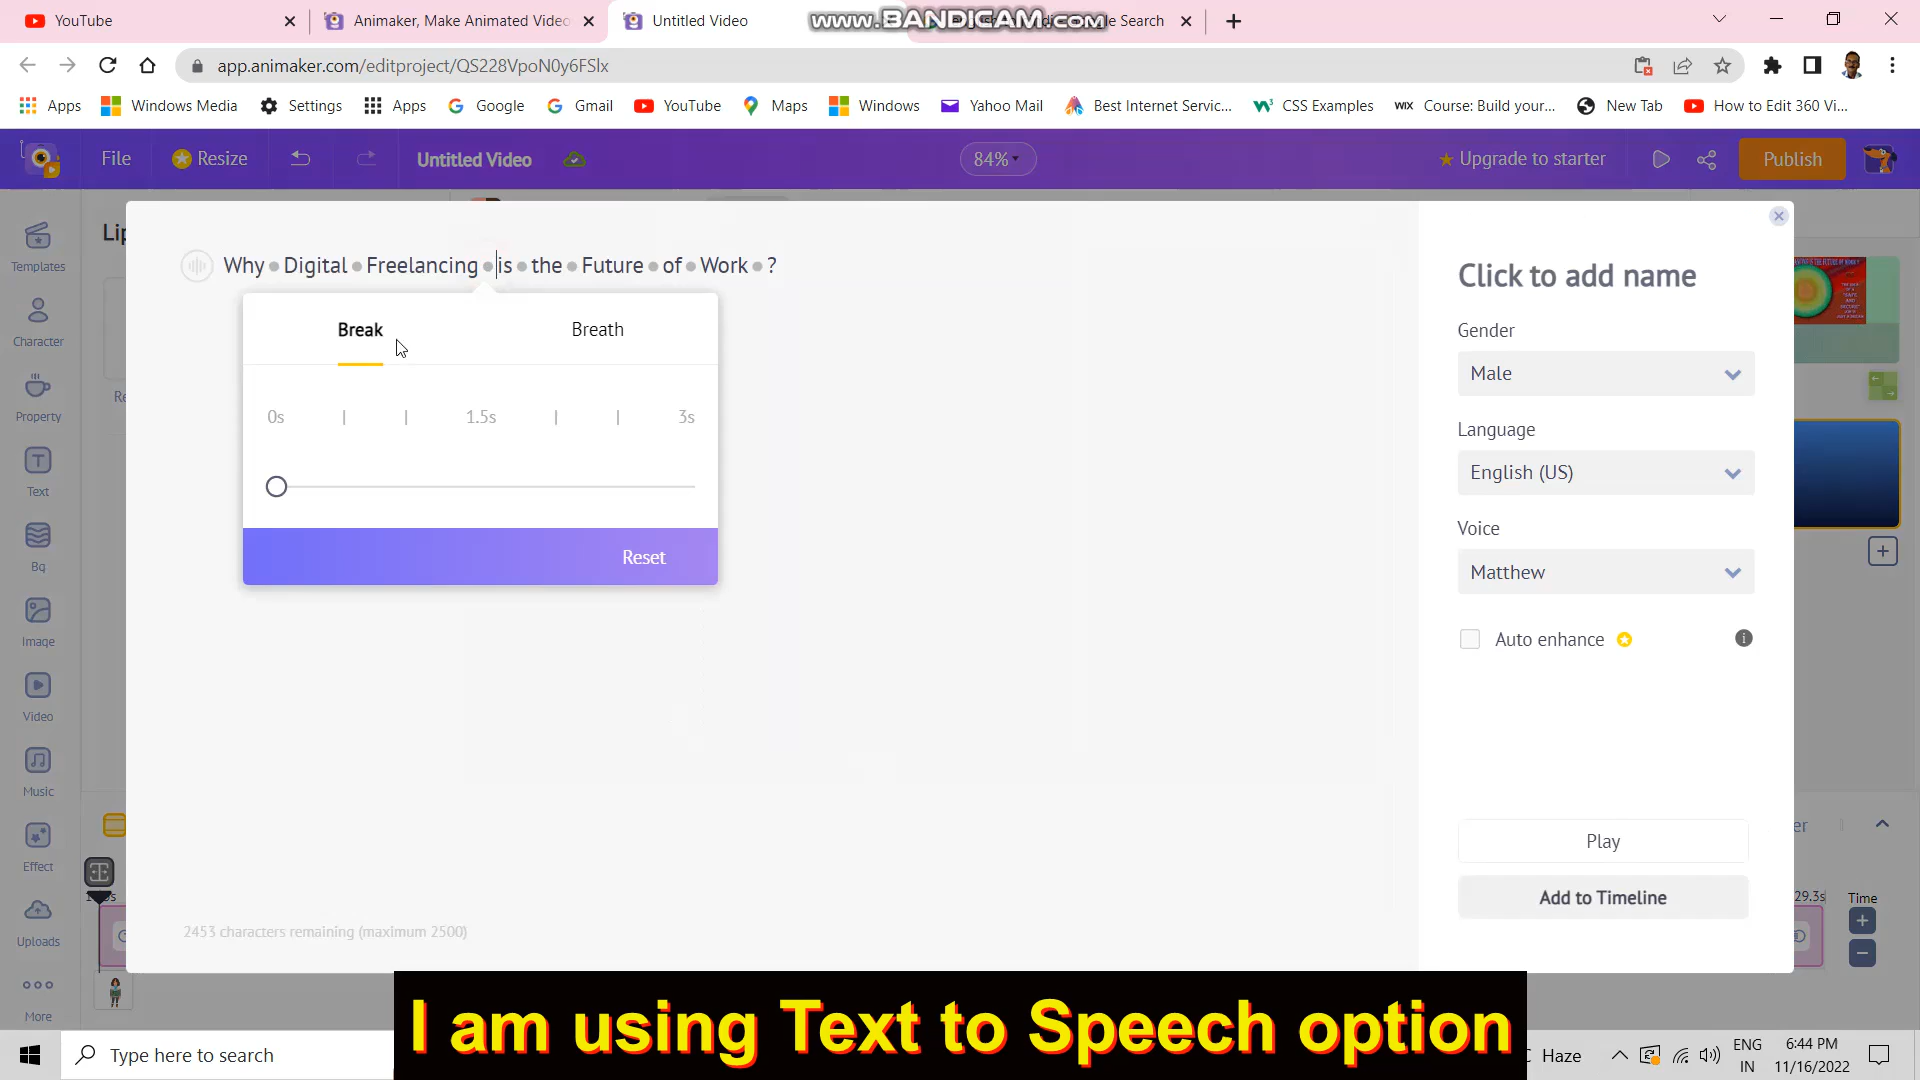 YouTube
Animaker, Make Animated Video
Untitled Video
www.BANDICAM.com
gle Search
app.animaker.com/editproject/QS228VpoN0y6FSlx
Apps
Windows Media
Settings
Apps
Google
Gmail
YouTube
Maps
Windows
Yahoo Mail
Best Internet Servic...
CSS Examples
Course: Build your...
New Tab
How to Edit 360 Vi...
File
Resize
Untitled Video
84%
Upgrade to starter
Publish
Templates
Character
Property
Text
Bg
Image
Video
Music
Effect
Uploads
More
Lip
Why Digital Freelancing is the Future of Work ?
Break
Breath
0s
1.5s
3s
Reset
2453 characters remaining (maximum 2500)
Click to add name
Gender
Male
Language
English (US)
Voice
Matthew
Auto enhance
Play
Add to Timeline
29.3s
Time
I am using Text to Speech option
Type here to search
Haze
ENG
IN
6:44 PM
11/16/2022